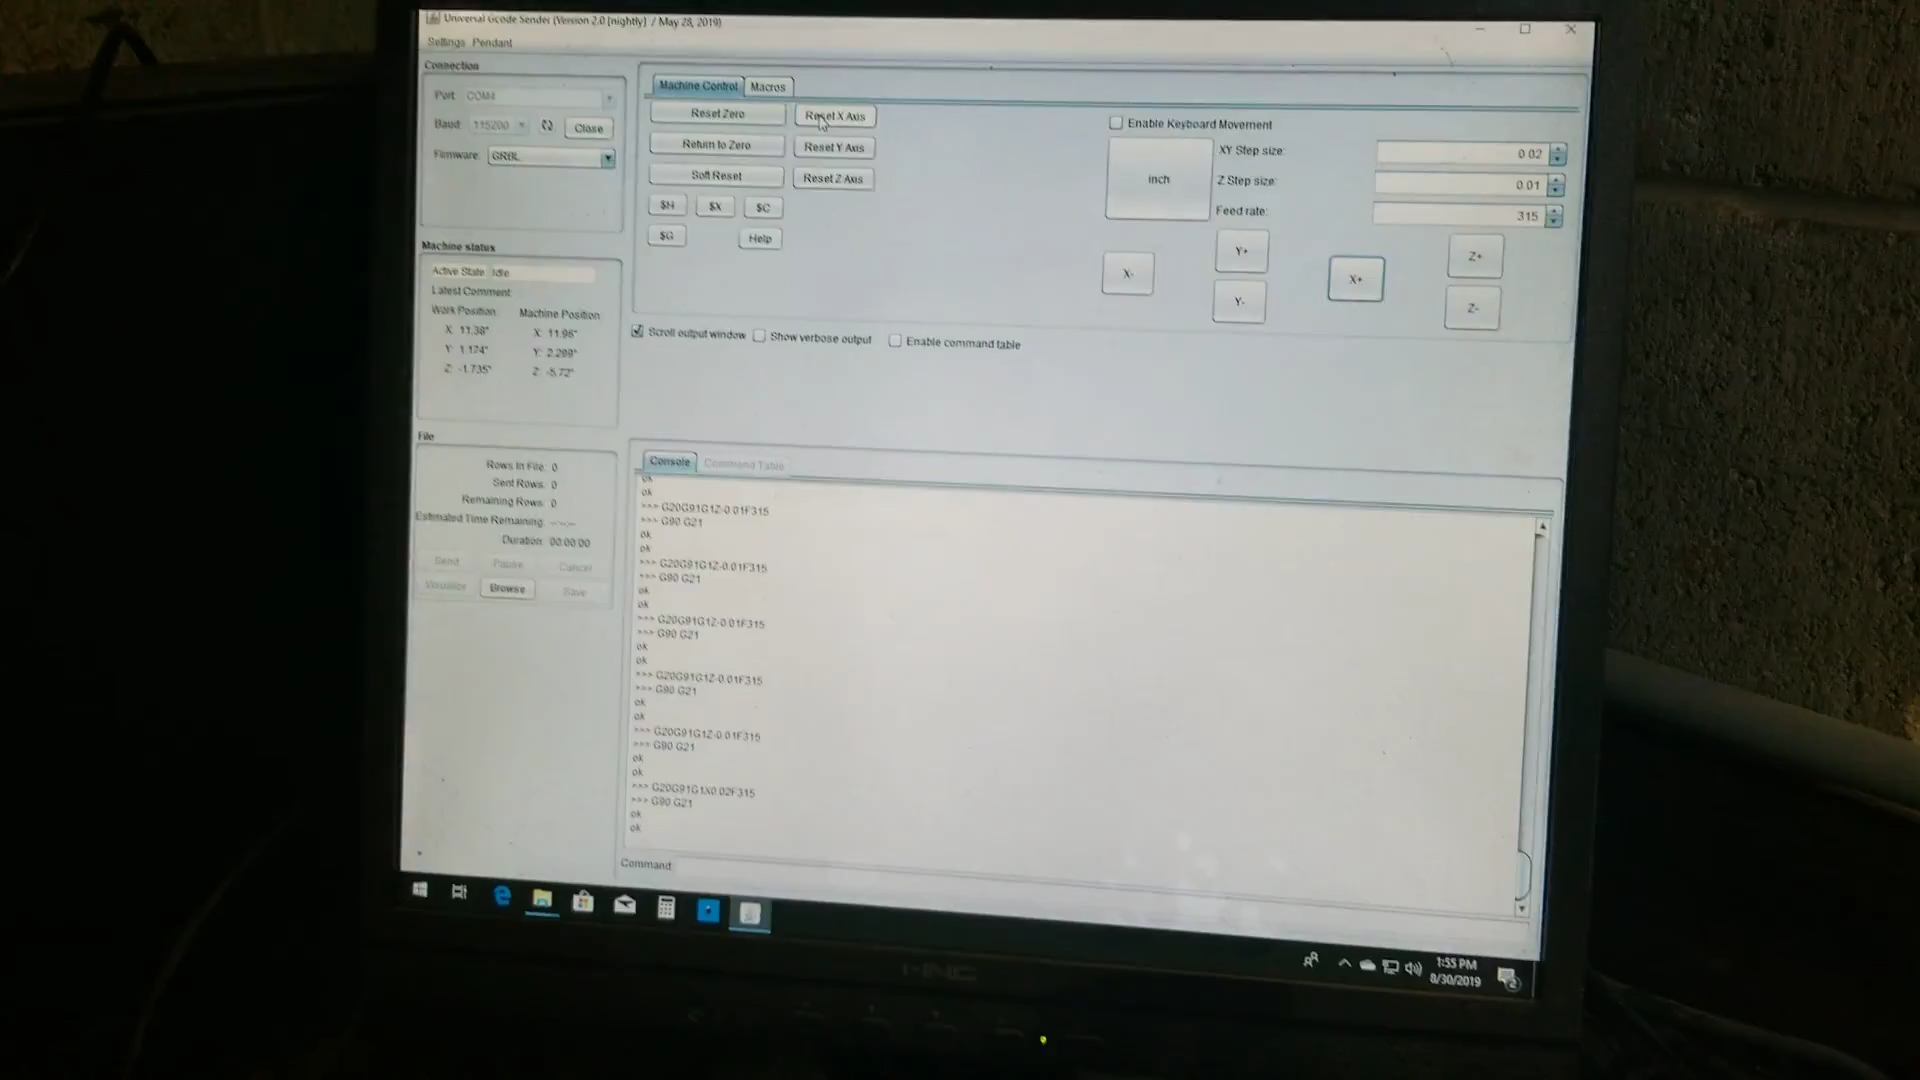 Universal Gcode Sender (Version 2.0 [nightly] / May 28, 2019)
Settings Pendant
Connection
Port: COM4
Baud: 115200 Close
Firmware: GRBL
Machine Control Macros
Reset Zero Reset X Axis
Return to Zero Reset Y Axis
Soft Reset Reset Z Axis
$H $X $C
$G Help
Enable Keyboard Movement
inch
XY Step size: 0.02
Z Step size: 0.01
Feed rate: 315
Y+
X- X+ Z+
Y- Z-
Machine status
Active State: Idle
Latest Comment:
Work Position: Machine Position:
X: 11.38" X: 11.96"
Y: 1.174" Y: 2.299"
Z: -1.735" Z: -5.72"
Scroll output window Show verbose output Enable command table
File
Rows In File: 0
Sent Rows: 0
Remaining Rows: 0
Estimated Time Remaining: --:--:--
Duration: 00:00:00
Send Pause Cancel
Visualize Browse Save
Console Command Table
ok
ok
>>> G20G91G1Z-0.01F315
>>> G90 G21
ok
ok
>>> G20G91G1Z-0.01F315
>>> G90 G21
ok
ok
>>> G20G91G1Z-0.01F315
>>> G90 G21
ok
ok
>>> G20G91G1Z-0.01F315
>>> G90 G21
ok
ok
>>> G20G91G1Z-0.01F315
>>> G90 G21
ok
ok
>>> G20G91G1X0.02F315
>>> G90 G21
ok
ok
Command
1:55 PM
8/30/2019
2
HNC